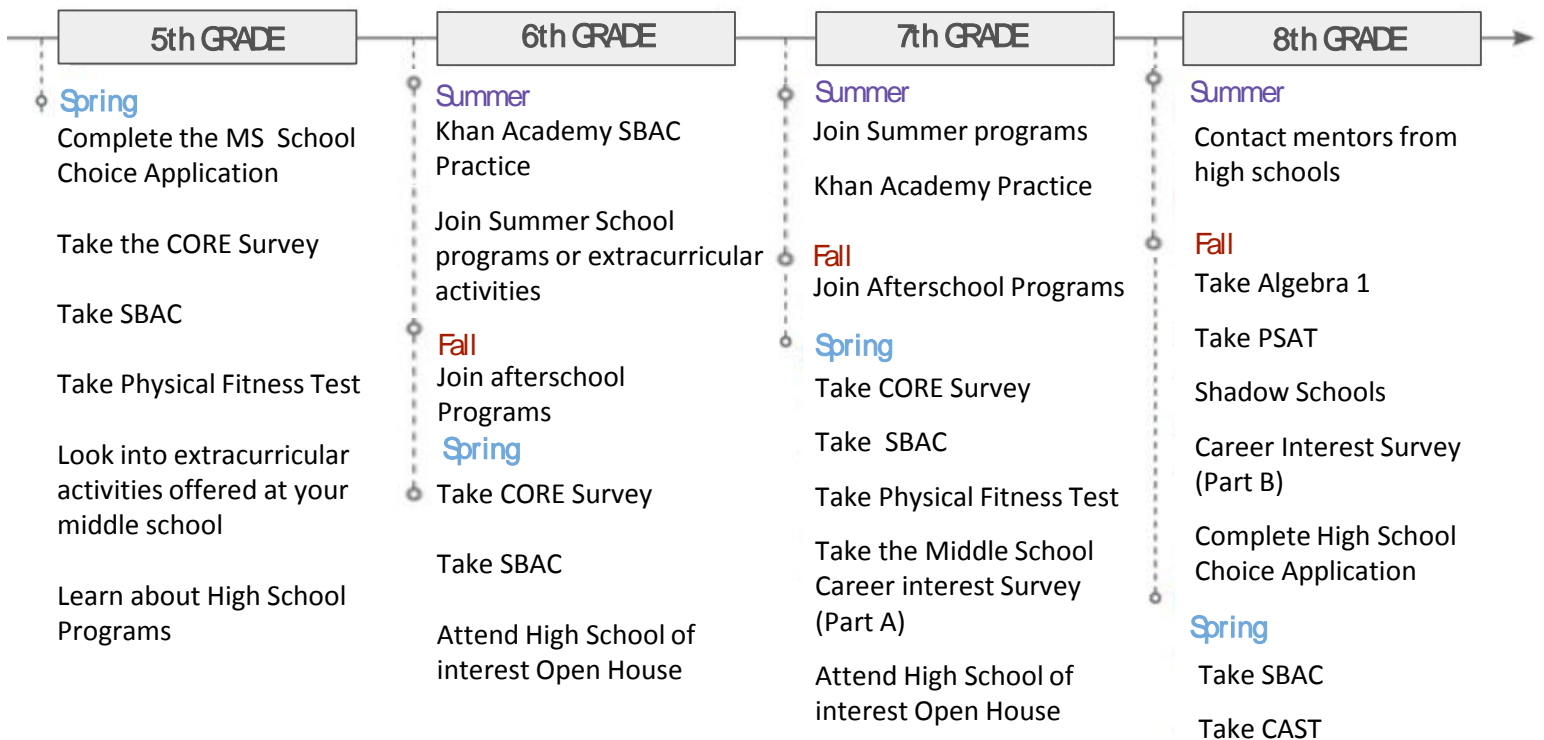 5th GRADE
Spring
Complete the MS School
Choice Application
Take the CORE Survey
Take SBAC
Take Physical Fitness Test
Look into extracurricular
activities offered at your
middle school
Learn about High School
Programs
6th GRADE
Summer
Khan Academy SBAC
Practice
Join Summer School
programs or extracurricular
activities
Fall
Join afterschool
Programs
Spring
Take CORE Survey
Take SBAC
Attend High School of
interest Open House
7th GRADE
Summer
Join Summer programs
Khan Academy Practice
Fall
Join Afterschool Programs
Spring
Take CORE Survey
Take SBAC
Take Physical Fitness Test
Take the Middle School
Career interest Survey
(Part A)
Attend High School of
interest Open House
8th GRADE
Summer
Contact mentors from
high schools
Fall
Take Algebra 1
Take PSAT
Shadow Schools
Career Interest Survey
(Part B)
Complete High School
Choice Application
Spring
Take SBAC
Take CAST